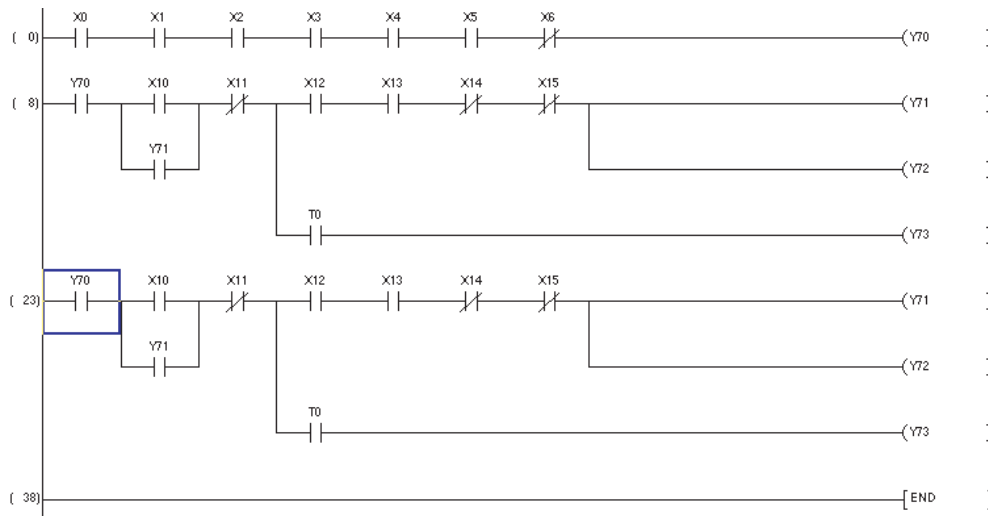 X0 X1 X2 X3 X4 X5 X6
( 0) (Y70 )
Y70 X10 X11 X12 X13 X14 X15
( 8) (Y71 )
Y71
(Y72 )
T0
(Y73 )
Y70 X10 X11 X12 X13 X14 X15
( 23) (Y71 )
Y71
(Y72 )
T0
(Y73 )
( 38) [END ]